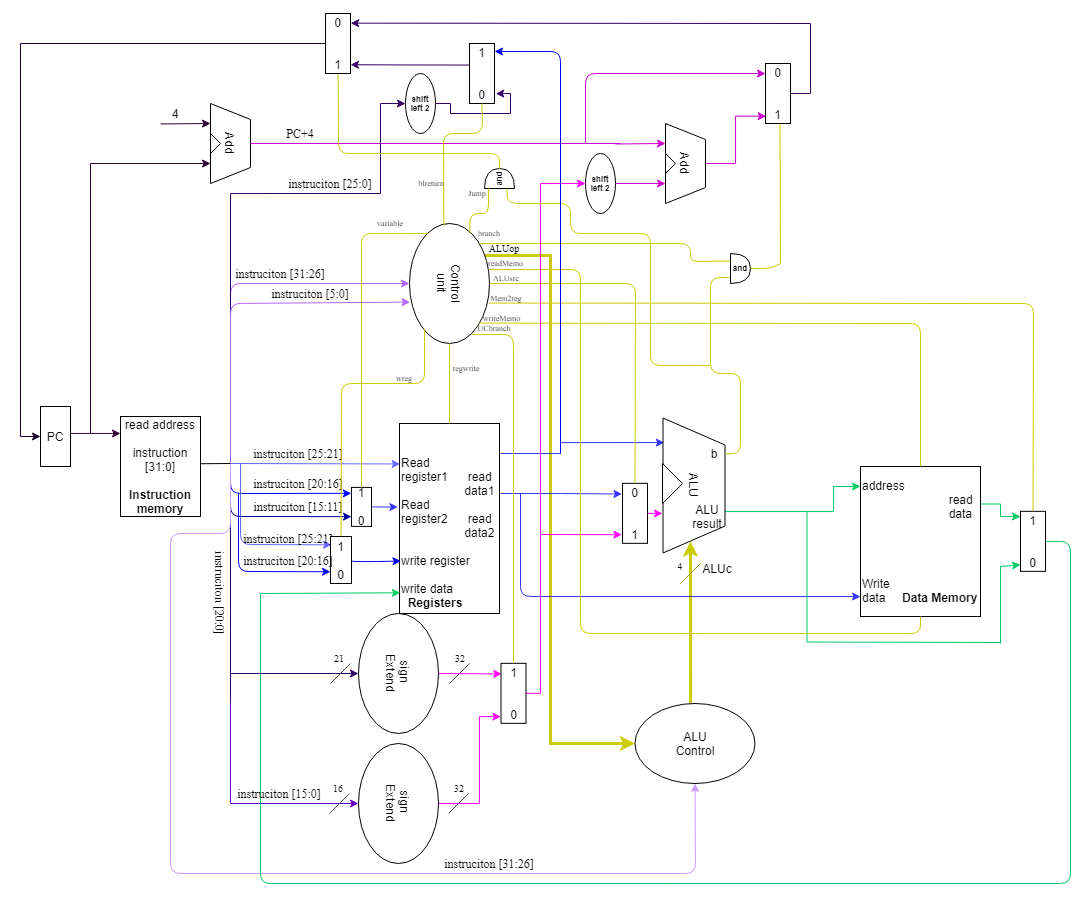 0
1
1
0
shift
left 2
0
1
4
Add
PC+4
Add
shift
left 2
and
instruciton [25:0]
blreturn
Jump
variable
branch
ALUop
readMemo
ALUsrc
Mem2reg
writeMemo
UCbranch
and
Control
unit
instruciton [31:26]
instruciton [5:0]
wreg
regwrite
PC
read address
instruction
[31:0]
Instruction
memory
instruciton [25:21]
instruciton [20:16]
instruciton [15:11]
instruciton [25:21]
instruciton [20:16]
1
0
1
0
Read
register1
Read
register2
write register
write data
Registers
read
data1
read
data2
0
1
b
ALU
ALU
result
4
ALUc
address
read
data
Write
data
Data Memory
1
0
instruciton [20:0]
21
sign
Extend
32
1
0
instruciton [15:0]
16
sign
Extend
32
ALU
Control
instruciton [31:26]